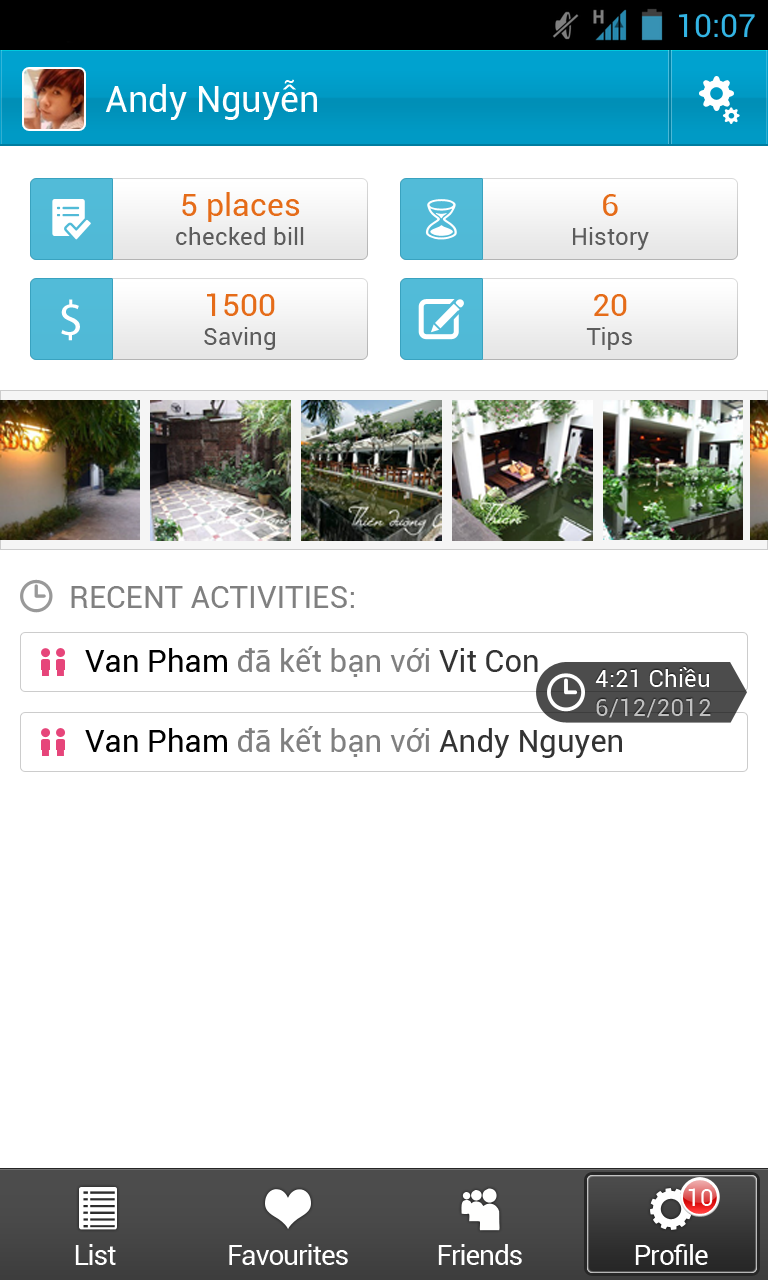 H 10:07
Andy Nguyễn
5 places
checked bill
6
History
1500
Saving
20
Tips
Thiên đường
RECENT ACTIVITIES:
Van Pham đã kết bạn với Vit Con
4:21 Chiều
6/12/2012
Van Pham đã kết bạn với Andy Nguyen
10
List
Favourites
Friends
Profile